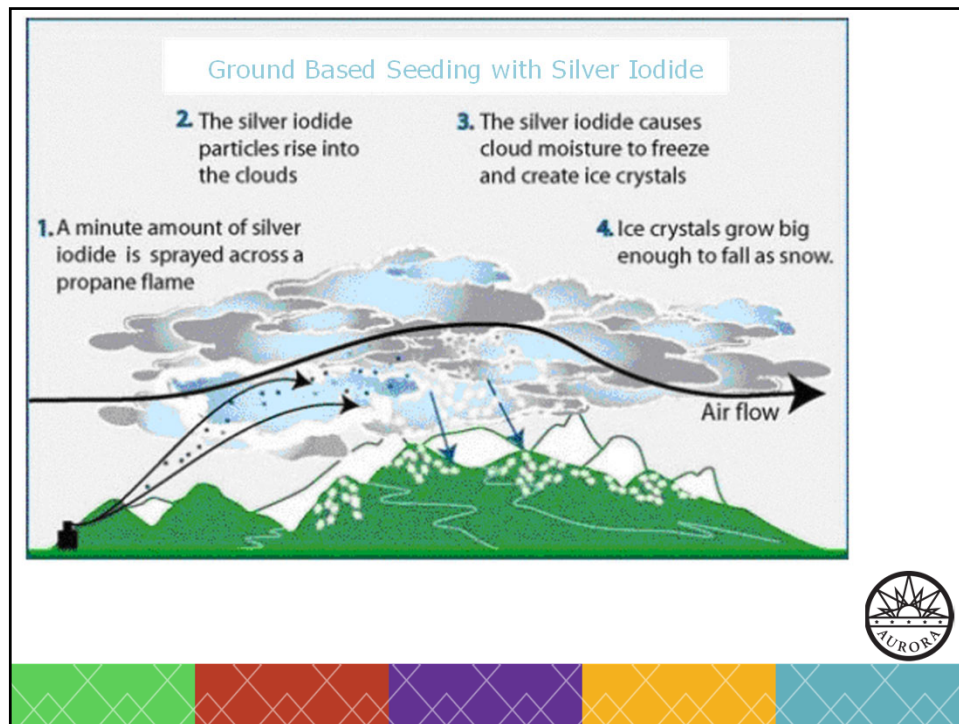 Ground Based Seeding with Silver Iodide
2. The silver iodide
particles rise into
the clouds
3. The silver iodide causes
cloud moisture to freeze
and create ice crystals
1. A minute amount of silver
iodide is sprayed across a
propane flame
4. Ice crystals grow big
enough to fall as snow.
Air flow
AURORA